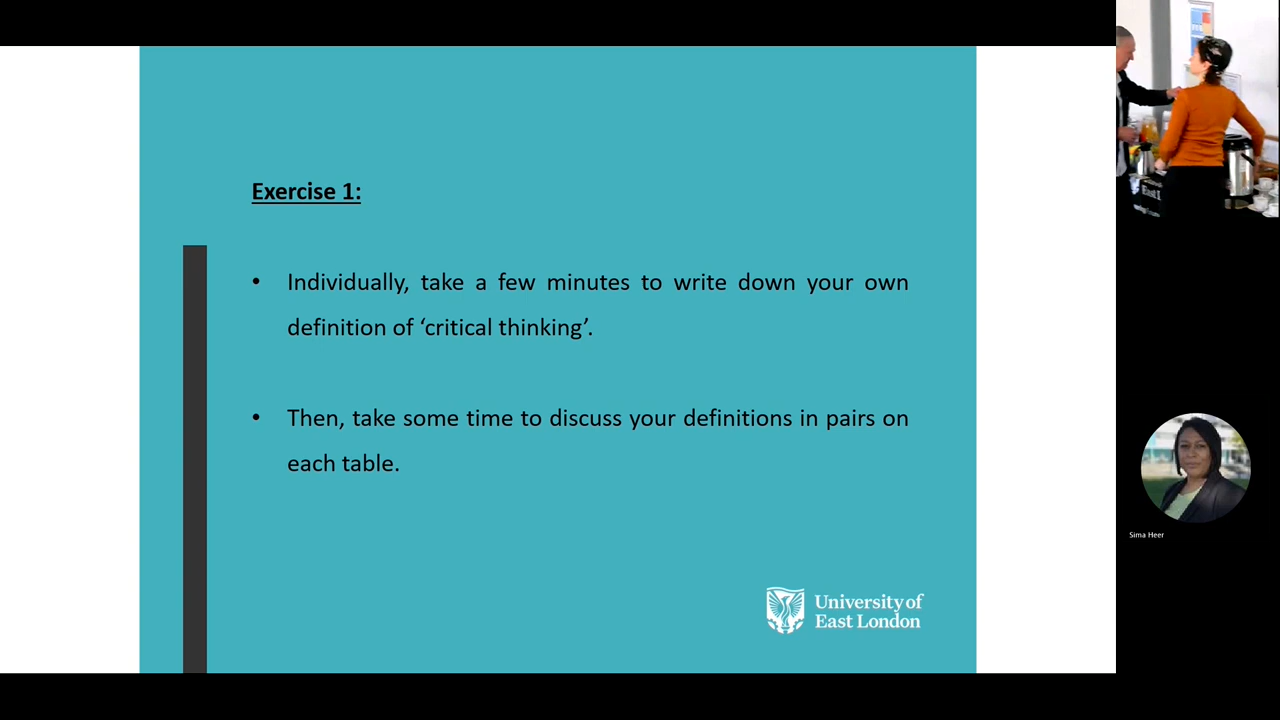 Exercise 1:
• Individually, take a few minutes to write down your own
definition of ‘critical thinking’.
• Then, take some time to discuss your definitions in pairs on
each table.
University of
East London
East L
Sima Heer